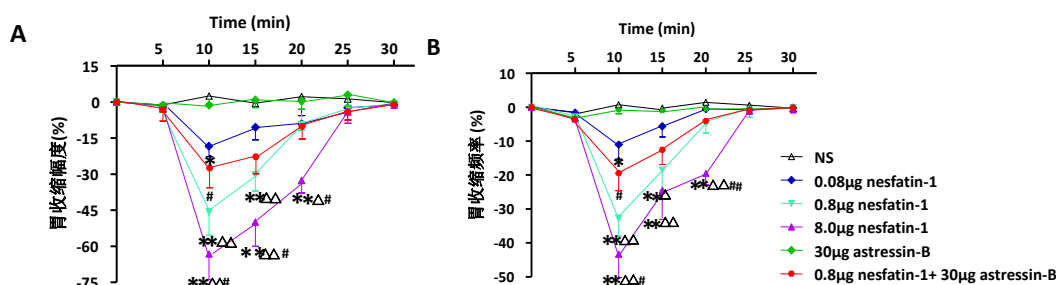 A
Time (min)
5 10 15 20 25 30
15
0
-15
-30
-45
-60
-75
胃收缩幅度(%)
*
#
**△△
**△△#
**△△
**△△#
**△#
B
Time (min)
5 10 15 20 25 30
10
0
-10
-20
-30
-40
-50
胃收缩频率(%)
*
#
**△△
**△△#
**△
**△△
**△△##
NS
0.08μg nesfatin-1
0.8μg nesfatin-1
8.0μg nesfatin-1
30μg astressin-B
0.8μg nesfatin-1+ 30μg astressin-B